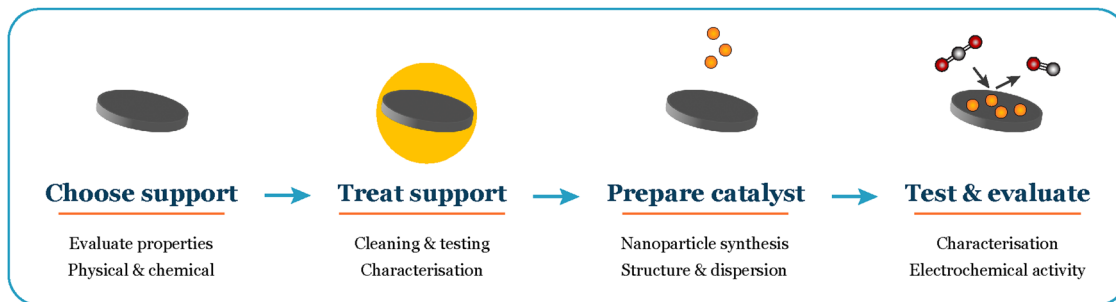 Choose support
Evaluate properties
Physical & chemical
Treat support
Cleaning & testing
Characterisation
Prepare catalyst
Nanoparticle synthesis
Structure & dispersion
Test & evaluate
Characterisation
Electrochemical activity